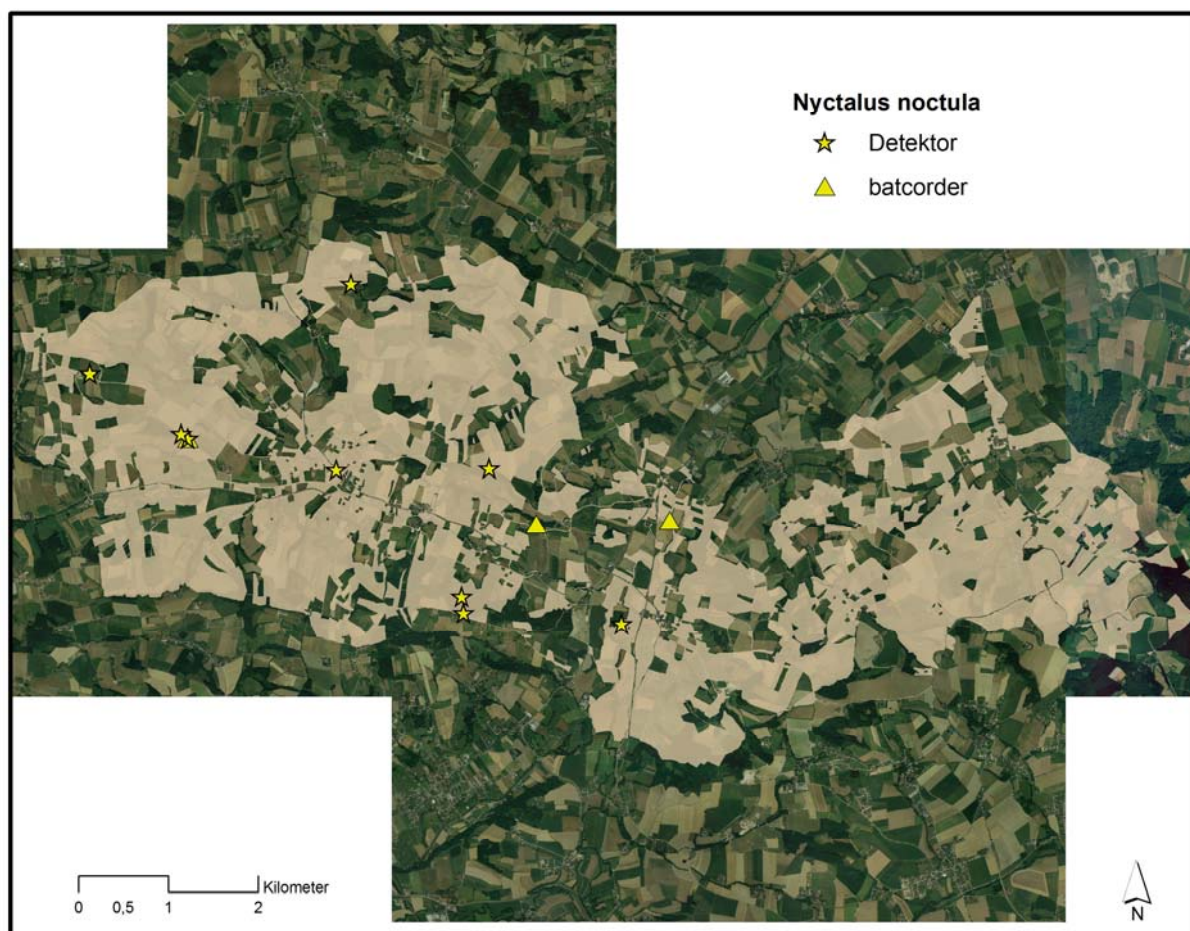 Nyctalus noctula
Detektor
batcorder
Kilometer
0 0,5 1 2
N